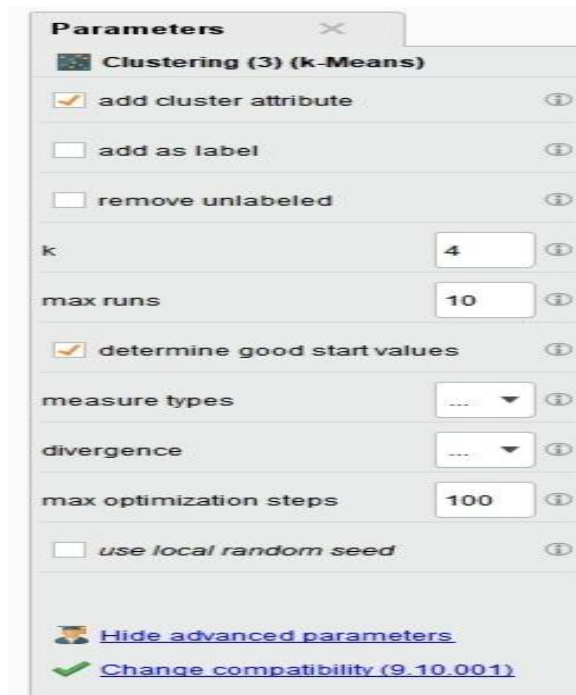 Parameters
Clustering (3) (k-Means)
add cluster attribute
add as label
remove unlabeled
k 4
max runs 10
determine good start values
measure types ...
divergence ...
max optimization steps 100
use local random seed
Hide advanced parameters
Change compatibility (9.10.001)